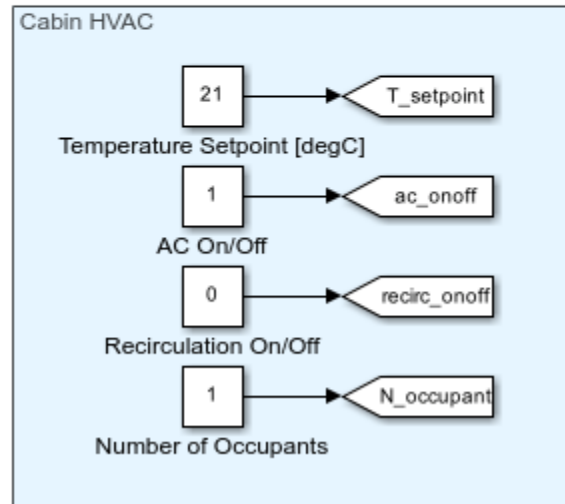 Cabin HVAC
21
T_setpoint
Temperature Setpoint [degC]
1
ac_onoff
AC On/Off
0
recirc_onoff
Recirculation On/Off
1
N_occupant
Number of Occupants